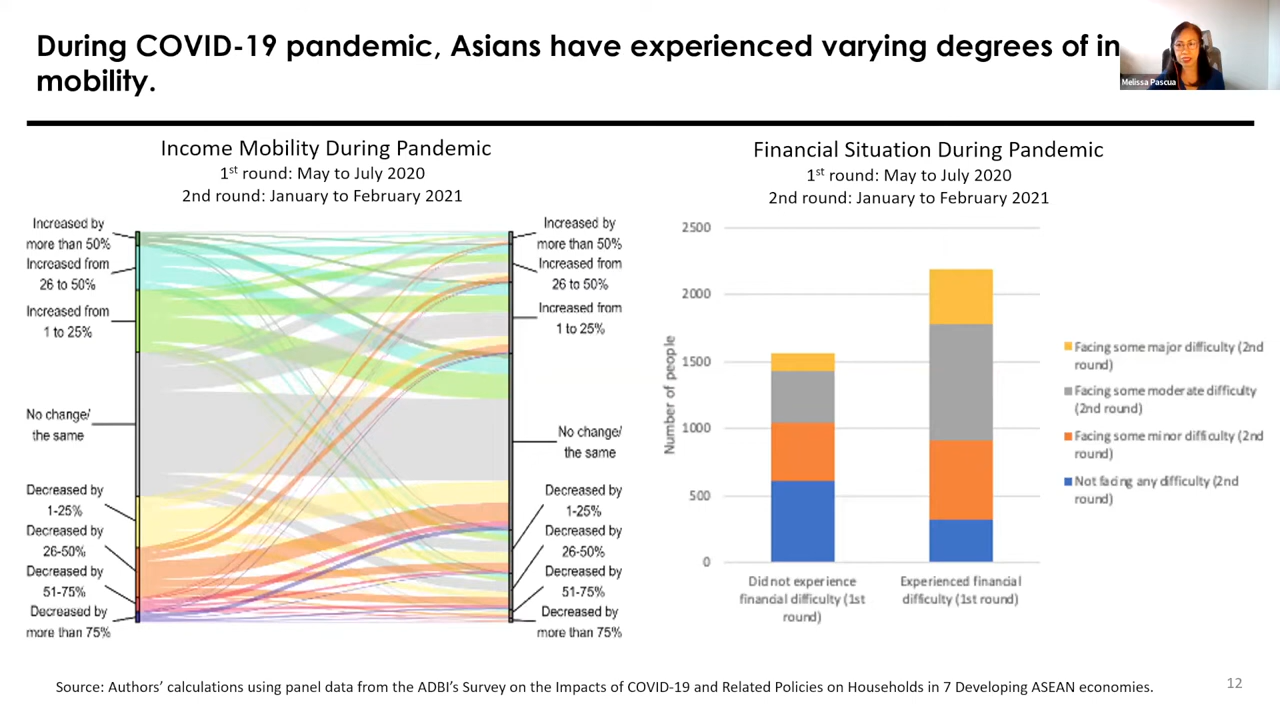 During COVID-19 pandemic, Asians have experienced varying degrees of in
mobility.
Melissa Pascua
Income Mobility During Pandemic
1st round: May to July 2020
2nd round: January to February 2021
Increased by
more than 50%
Increased from
26 to 50%
Increased from
1 to 25%
No change/
the same
Decreased by
1-25%
Decreased by
26-50%
Decreased by
51-75%
Decreased by
more than 75%
Increased by
more than 50%
Increased from
26 to 50%
Increased from
1 to 25%
No change/
the same
Decreased by
1-25%
Decreased by
26-50%
Decreased by
51-75%
Decreased by
more than 75%
Financial Situation During Pandemic
1st round: May to July 2020
2nd round: January to February 2021
Number of people
2500
2000
1500
1000
500
0
Did not experience
financial difficulty (1st
round)
Experienced financial
difficulty (1st round)
Facing some major difficulty (2nd
round)
Facing some moderate difficulty
(2nd round)
Facing some minor difficulty (2nd
round)
Not facing any difficulty (2nd
round)
Source: Authors’ calculations using panel data from the ADBI’s Survey on the Impacts of COVID-19 and Related Policies on Households in 7 Developing ASEAN economies.
12